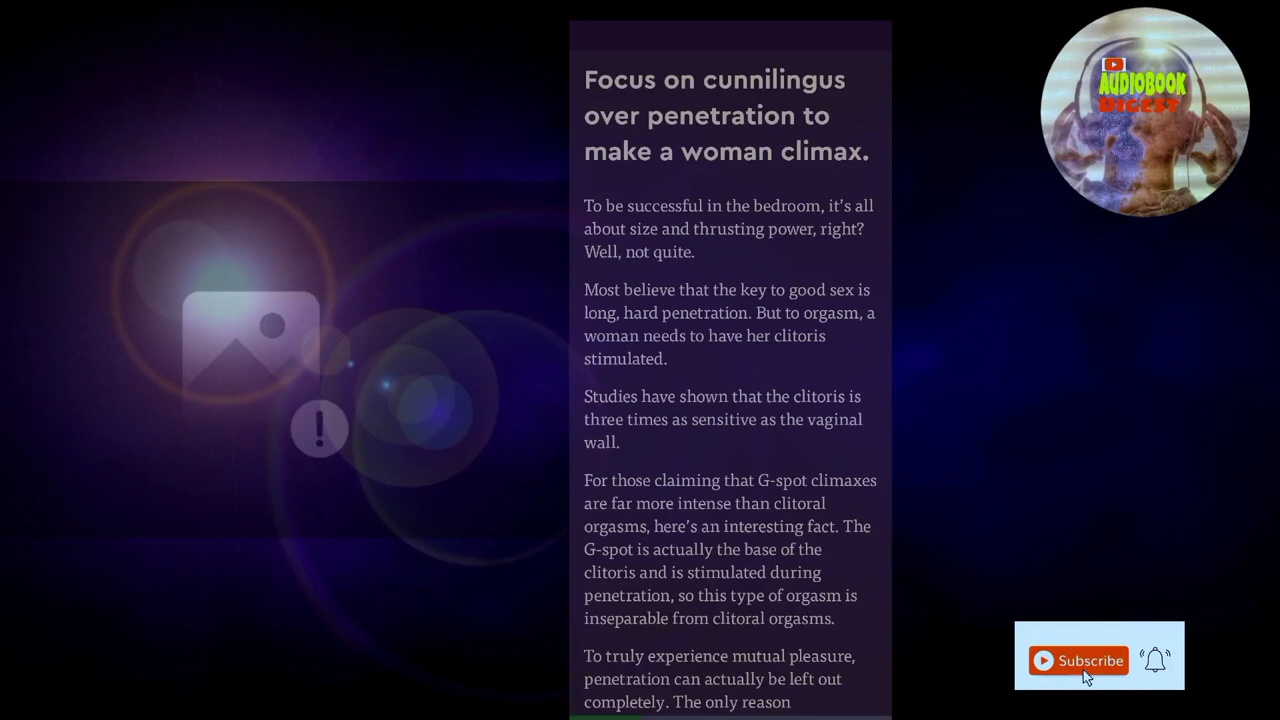 Focus on cunnilingus
over penetration to
make a woman climax.
To be successful in the bedroom, it's all
about size and thrusting power, right?
Well, not quite.
Most believe that the key to good sex is
long, hard penetration. But to orgasm, a
woman needs to have her clitoris
stimulated.
Studies have shown that the clitoris is
three times as sensitive as the vaginal
wall.
For those claiming that G-spot climaxes
are far more intense than clitoral
orgasms, here's an interesting fact. The
G-spot is actually the base of the
clitoris and is stimulated during
penetration, so this type of orgasm is
inseparable from clitoral orgasms.
To truly experience mutual pleasure,
penetration can actually be left out
completely. The only reason
AUDIOBOOK
DIGEST
Subscribe